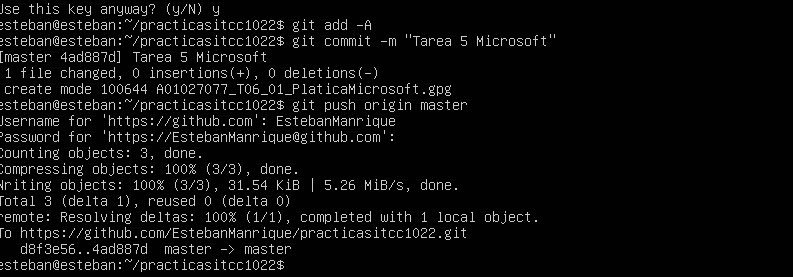 Use this key anyway? (y/N) y
esteban@esteban:~/practicasitcc1022$ git add -A
esteban@esteban:~/practicasitcc1022$ git commit -m "Tarea 5 Microsoft"
[master 4ad887d] Tarea 5 Microsoft
1 file changed, 0 insertions(+), 0 deletions(-)
create mode 100644 A01027077_T06_01_PlaticaMicrosoft.gpg
esteban@esteban:~/practicasitcc1022$ git push origin master
Username for 'https://github.com': EstebanManrique
Password for 'https://EstebanManrique@github.com':
Counting objects: 3, done.
Compressing objects: 100% (3/3), done.
Writing objects: 100% (3/3), 31.54 KiB | 5.26 MiB/s, done.
Total 3 (delta 1), reused 0 (delta 0)
remote: Resolving deltas: 100% (1/1), completed with 1 local object.
To https://github.com/EstebanManrique/practicasitcc1022.git
d8f3e56..4ad887d master -> master
esteban@esteban:~/practicasitcc1022$